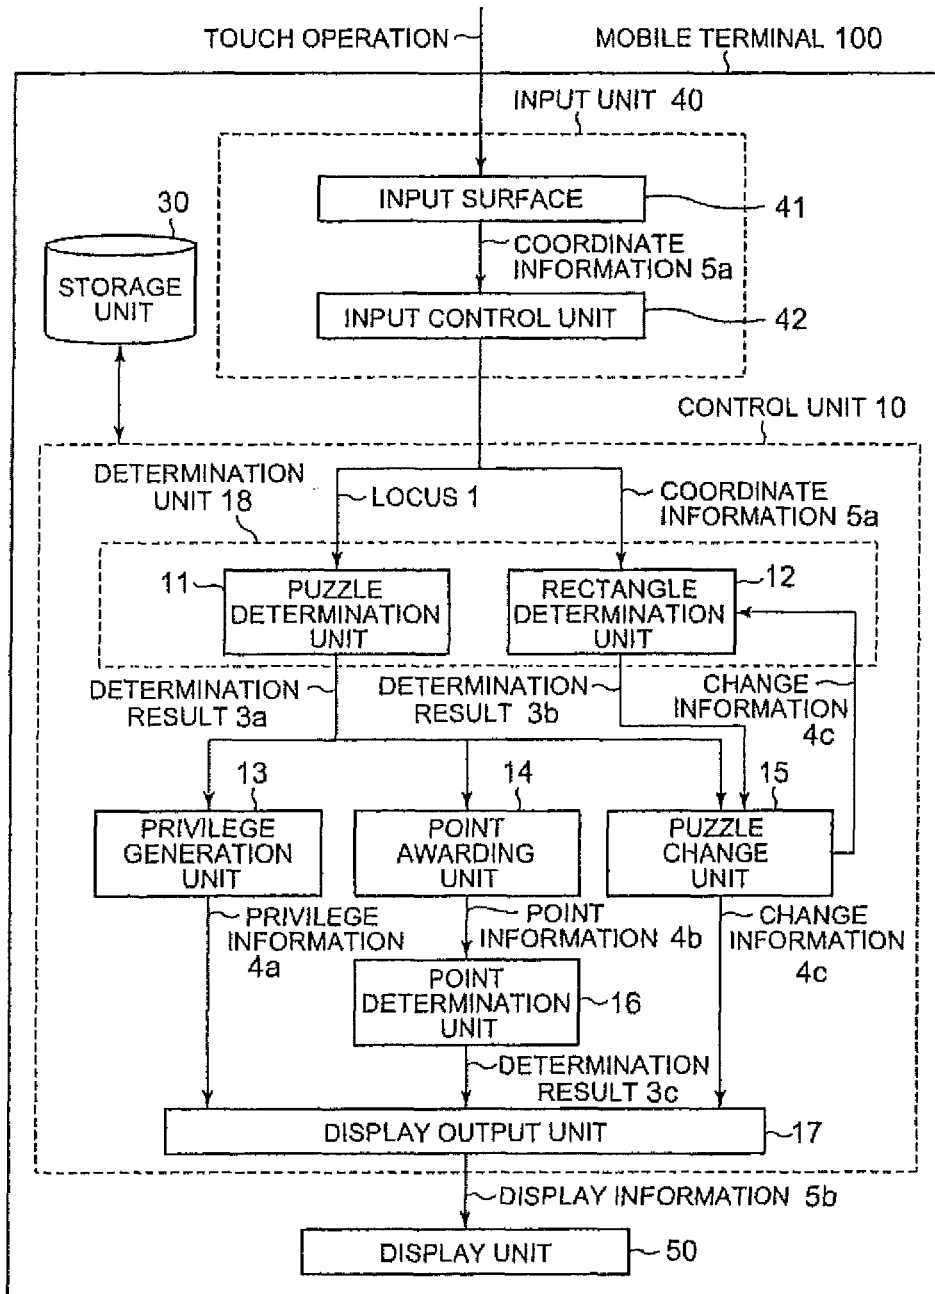 TOUCH OPERATION
MOBILE TERMINAL 100
INPUT UNIT 40
INPUT SURFACE
41
30
STORAGE
UNIT
COORDINATE
INFORMATION 5a
INPUT CONTROL UNIT
42
CONTROL UNIT 10
DETERMINATION
UNIT 18
LOCUS 1
COORDINATE
INFORMATION 5a
11
PUZZLE
DETERMINATION
UNIT
RECTANGLE
DETERMINATION
UNIT
12
DETERMINATION
RESULT 3a
DETERMINATION
RESULT 3b
CHANGE
INFORMATION
4c
13
PRIVILEGE
GENERATION
UNIT
14
POINT
AWARDING
UNIT
15
PUZZLE
CHANGE
UNIT
PRIVILEGE
INFORMATION
4a
POINT
INFORMATION 4b
CHANGE
INFORMATION
4c
POINT
DETERMINATION
UNIT
16
DETERMINATION
RESULT 3c
DISPLAY OUTPUT UNIT
17
DISPLAY INFORMATION 5b
DISPLAY UNIT
50